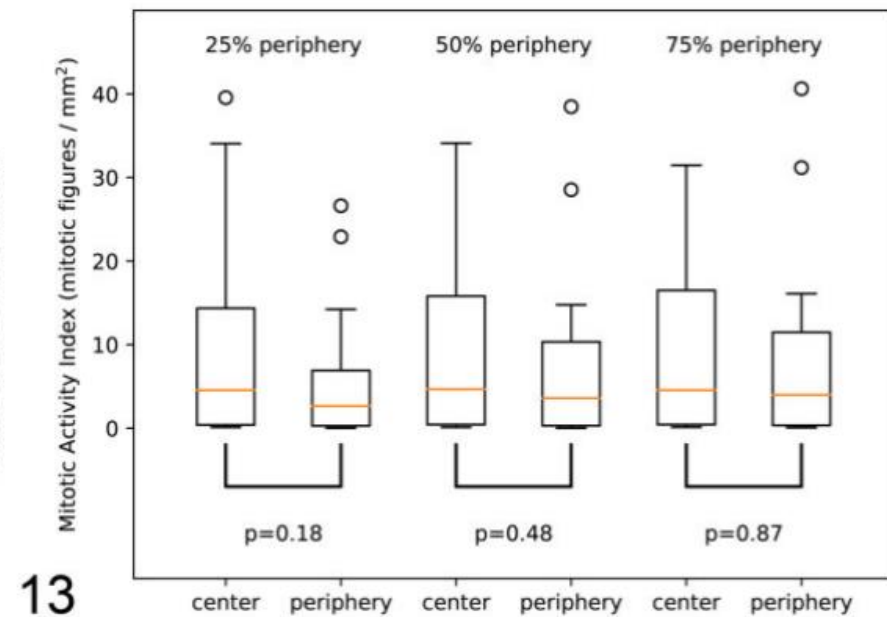 25% periphery 50% periphery 75% periphery
Mitotic Activity Index (mitotic figures / mm²)
40
30
20
10
0
p=0.18 p=0.48 p=0.87
center periphery center periphery center periphery
13